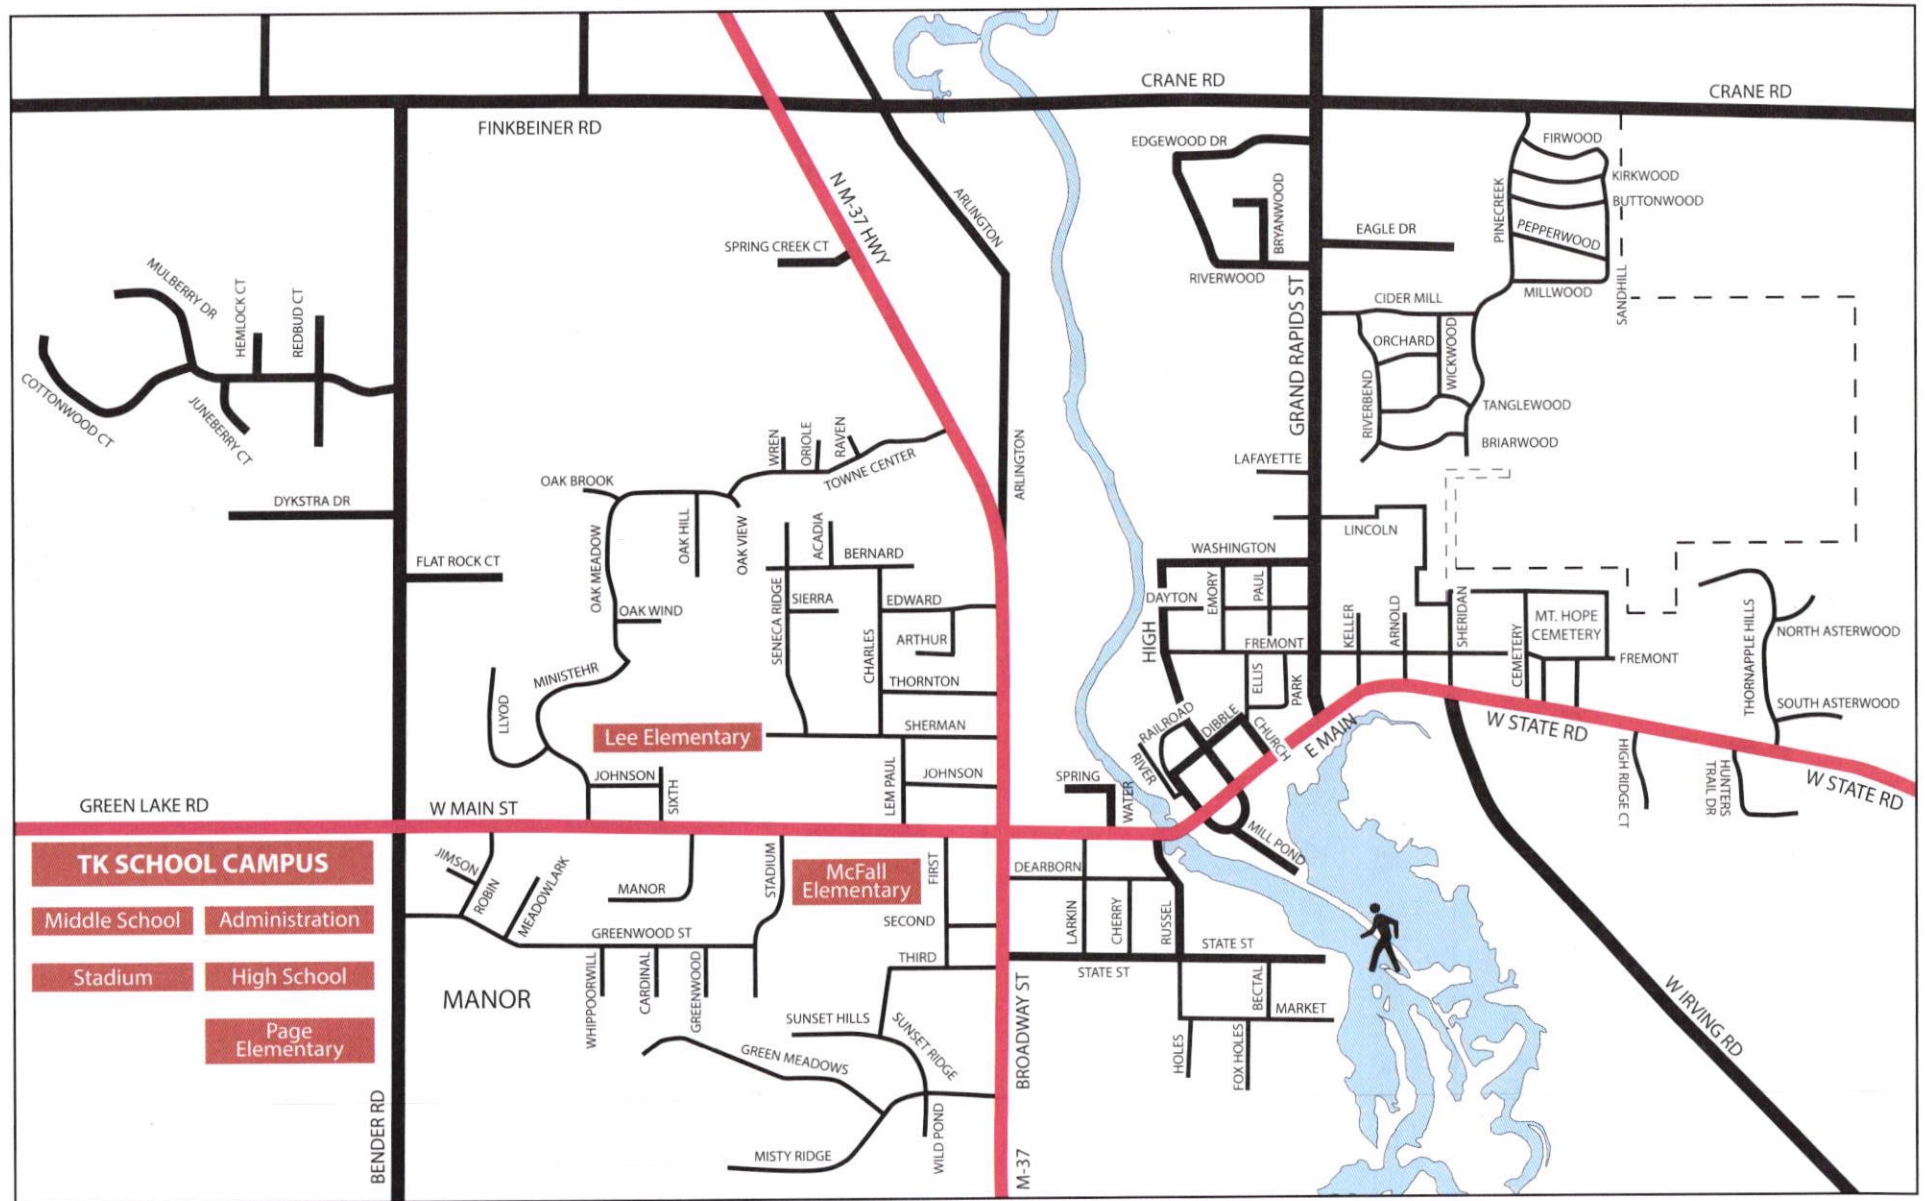 CRANE RD
CRANE RD
FINKBEINER RD
EDGEWOOD DR
FIRWOOD
KIRKWOOD
BUTTONWOOD
PINECREEK
PEPPERWOOD
MILLWOOD
SANDHILL
N M-37 HWY
ARLINGTON
BRYANWOOD
EAGLE DR
SPRING CREEK CT
RIVERWOOD
GRAND RAPIDS ST
CIDER MILL
ORCHARD
WICKWOOD
RIVERBEND
TANGLEWOOD
BRIARWOOD
MULBERRY DR
HEMLOCK CT
REDBUD CT
COTTONWOOD CT
JUNEBERRY CT
DYKSTRA DR
WREN
ORIOLE
RAVEN
TOWNE CENTER
ARLINGTON
LAFAYETTE
OAK BROOK
OAK MEADOW
OAK HILL
OAK VIEW
ACADIA
BERNARD
LINCOLN
WASHINGTON
FLAT ROCK CT
OAK WIND
SENECA RIDGE
SIERRA
EDWARD
ARTHUR
CHARLES
THORNTON
SHERMAN
DAYTON
EMORY
PAUL
HIGH
FREMONT
KELLER
ARNOLD
SHERIDAN
CEMETERY
MT. HOPE
CEMETERY
FREMONT
THORNAPPLE HILLS
NORTH ASTERWOOD
SOUTH ASTERWOOD
MINISTEHR
LLYOD
Lee Elementary
ELLIS
PARK
RAILROAD
DIBBLE
CHURCH
RIVER
E MAIN
W STATE RD
W STATE RD
HIGH RIDGE CT
HUNTERS
TRAIL DR
JOHNSON
SIXTH
LEM PAUL
JOHNSON
SPRING
WATER
MILL POND
GREEN LAKE RD
W MAIN ST
TK SCHOOL CAMPUS
Middle School
Administration
Stadium
High School
Page
Elementary
JIMSON
ROBIN
MEADOWLARK
MANOR
STADIUM
McFall
Elementary
FIRST
SECOND
THIRD
DEARBORN
LARKIN
CHERRY
RUSSEL
GREENWOOD ST
WHIPPOORWILL
CARDINAL
GREENWOOD
MANOR
STATE ST
STATE ST
BECTAL
MARKET
HOLES
FOX HOLES
SUNSET HILLS
SUNSET RIDGE
GREEN MEADOWS
MISTY RIDGE
WILD POND
BROADWAY ST
M-37
BENDER RD
W IRVING RD